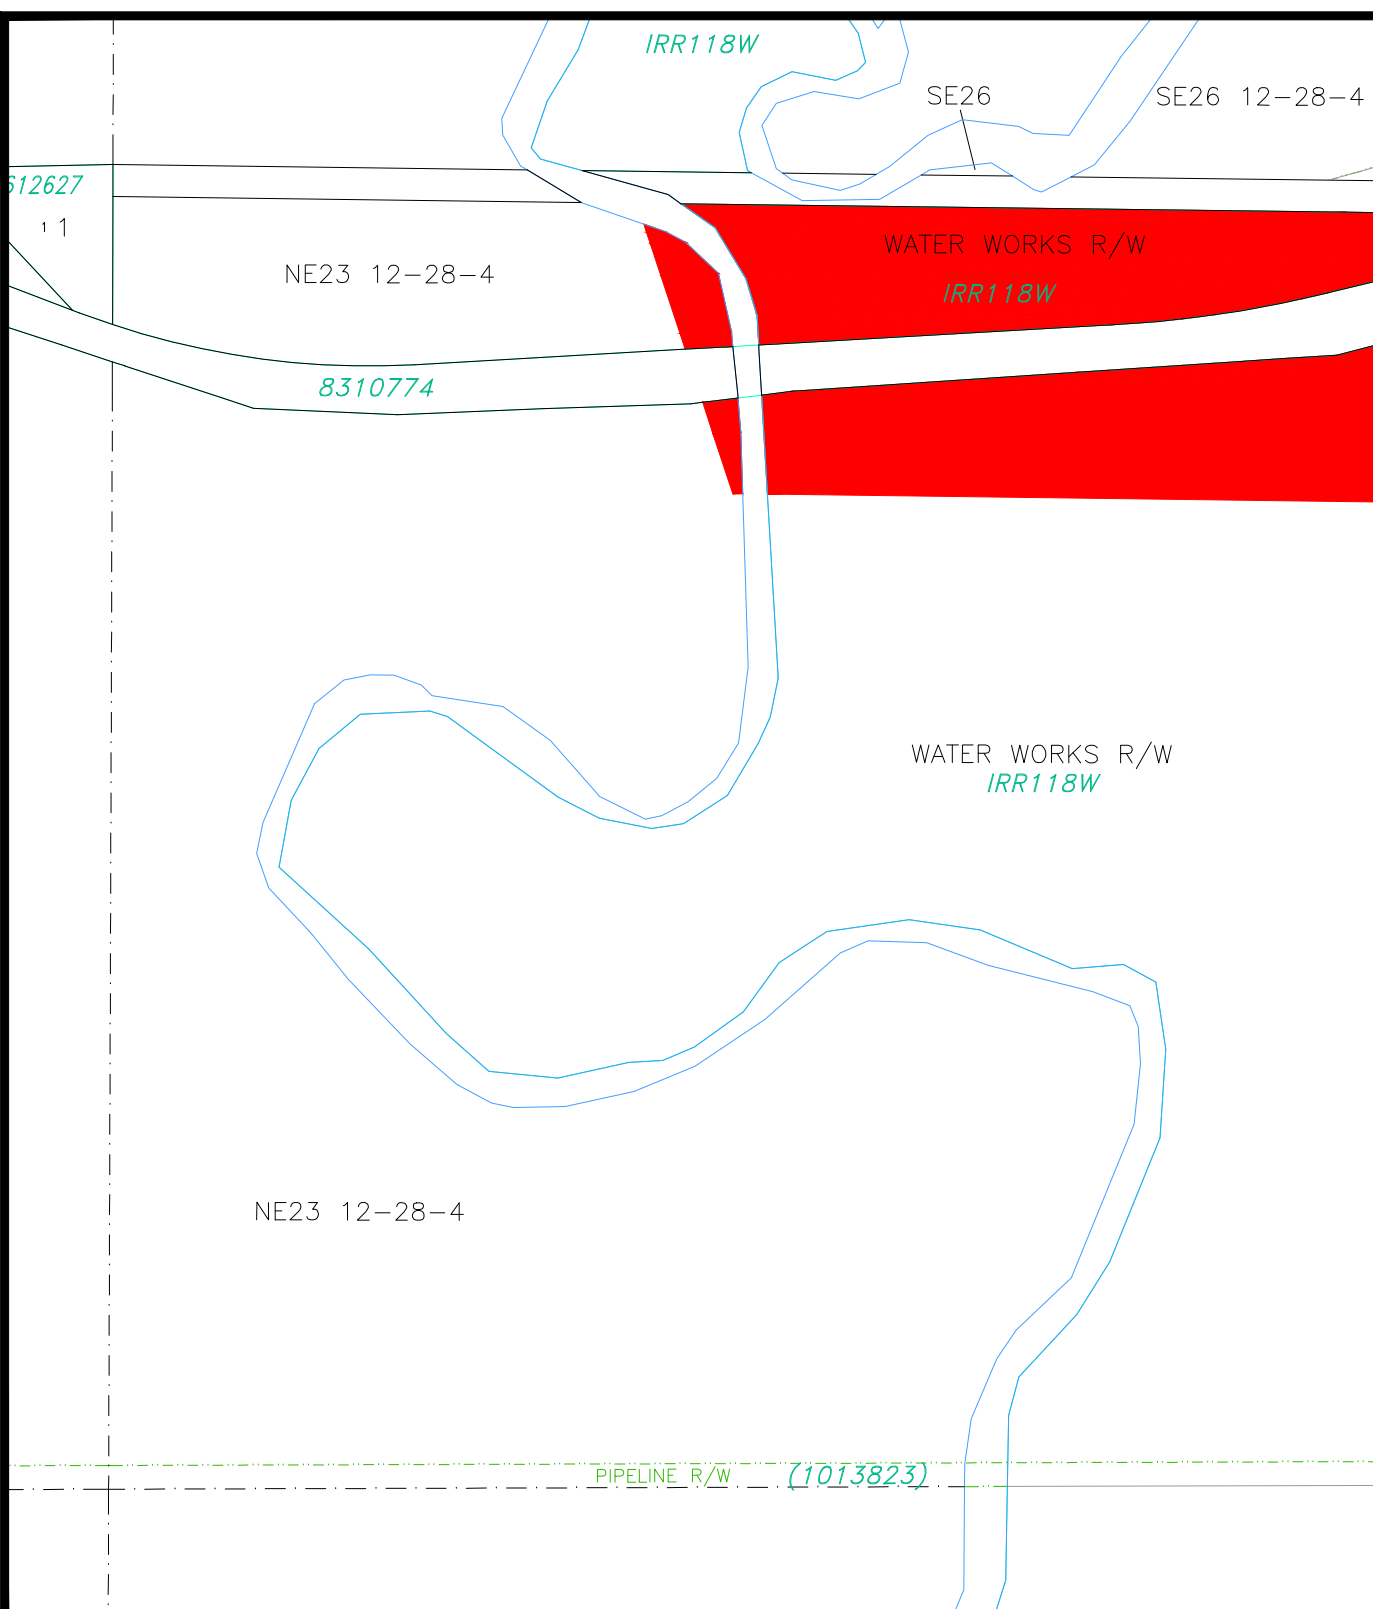 IRR118W
SE26
SE26 12-28-4
612627
1 1
WATER WORKS R/W
NE23 12-28-4
IRR118W
8310774
WATER WORKS R/W
IRR118W
NE23 12-28-4
PIPELINE R/W (1013823)